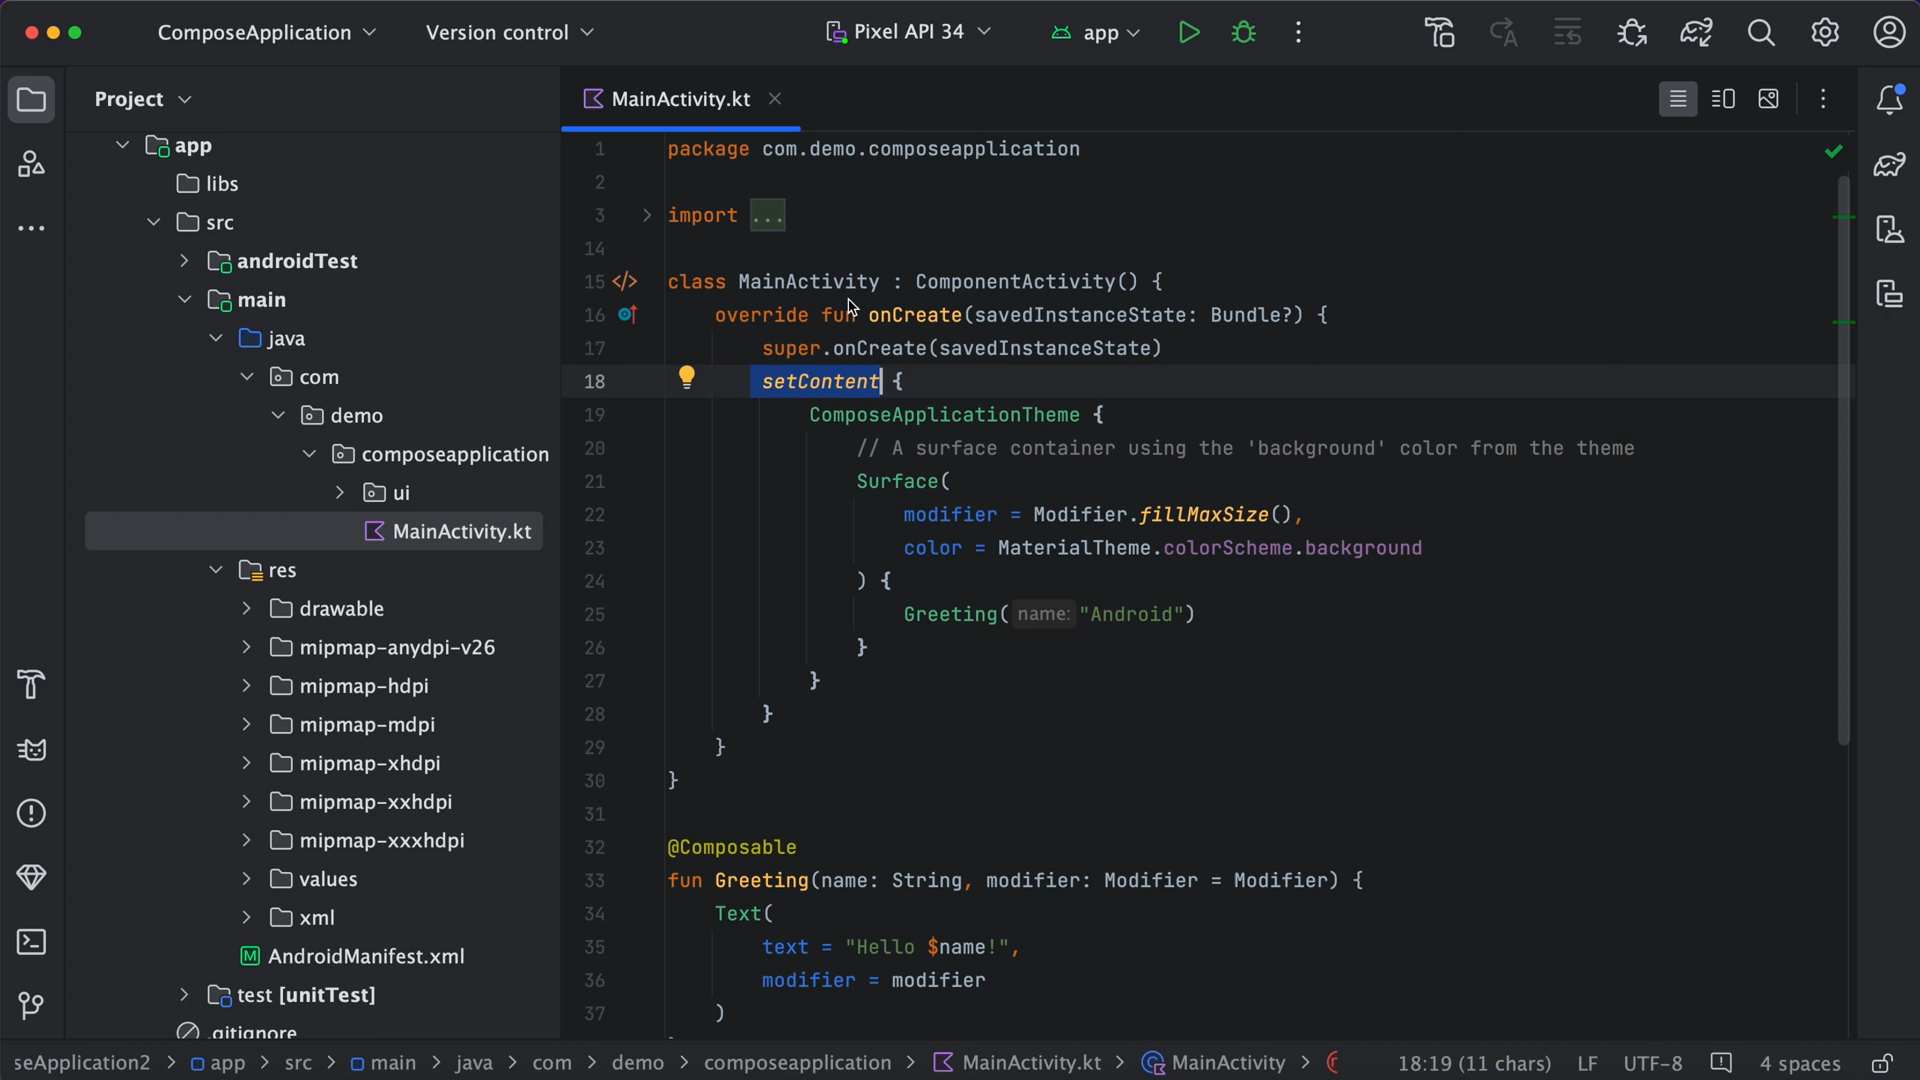 ComposeApplication
Version control
Pixel API 34
app
Project
MainActivity.kt
app
libs
src
androidTest
main
java
com
demo
composeapplication
ui
MainActivity.kt
res
drawable
mipmap-anydpi-v26
mipmap-hdpi
mipmap-mdpi
mipmap-xhdpi
mipmap-xxhdpi
mipmap-xxxhdpi
values
xml
AndroidManifest.xml
test [unitTest]
.gitignore
1 package com.demo.composeapplication
2
3 import ...
14
15 class MainActivity : ComponentActivity() {
16 override fun onCreate(savedInstanceState: Bundle?) {
17 super.onCreate(savedInstanceState)
18 setContent {
19 ComposeApplicationTheme {
20 // A surface container using the 'background' color from the theme
21 Surface(
22 modifier = Modifier.fillMaxSize(),
23 color = MaterialTheme.colorScheme.background
24 ) {
25 Greeting( name: "Android")
26 }
27 }
28 }
29 }
30 }
31
32 @Composable
33 fun Greeting(name: String, modifier: Modifier = Modifier) {
34 Text(
35 text = "Hello $name!",
36 modifier = modifier
37 )
seApplication2 > app > src > main > java > com > demo > composeapplication > MainActivity.kt > MainActivity >
18:19 (11 chars) LF UTF-8 4 spaces